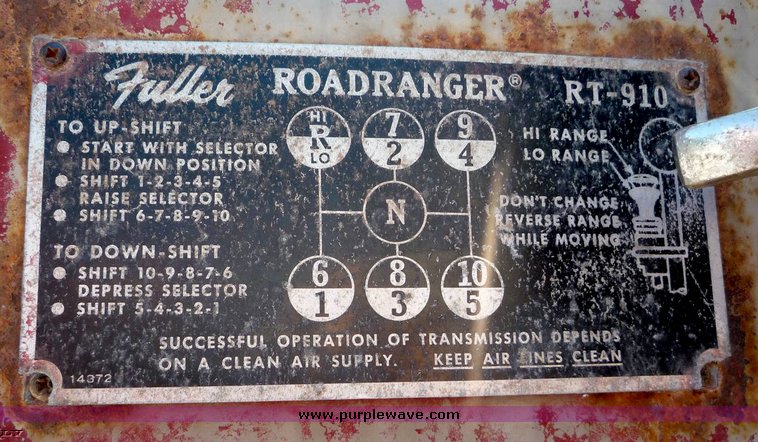 Fuller ROADRANGER® RT-910
TO UP-SHIFT
● START WITH SELECTOR
IN DOWN POSITION
● SHIFT 1-2-3-4-5
RAISE SELECTOR
● SHIFT 6-7-8-9-10
TO DOWN-SHIFT
● SHIFT 10-9-8-7-6
DEPRESS SELECTOR
● SHIFT 5-4-3-2-1
HI 7 9
R
LO 2 4
N
6 8 10
1 3 5
HI RANGE
LO RANGE
DON'T CHANGE
REVERSE RANGE
WHILE MOVING
SUCCESSFUL OPERATION OF TRANSMISSION DEPENDS
ON A CLEAN AIR SUPPLY. KEEP AIR LINES CLEAN
14372
www.purplewave.com